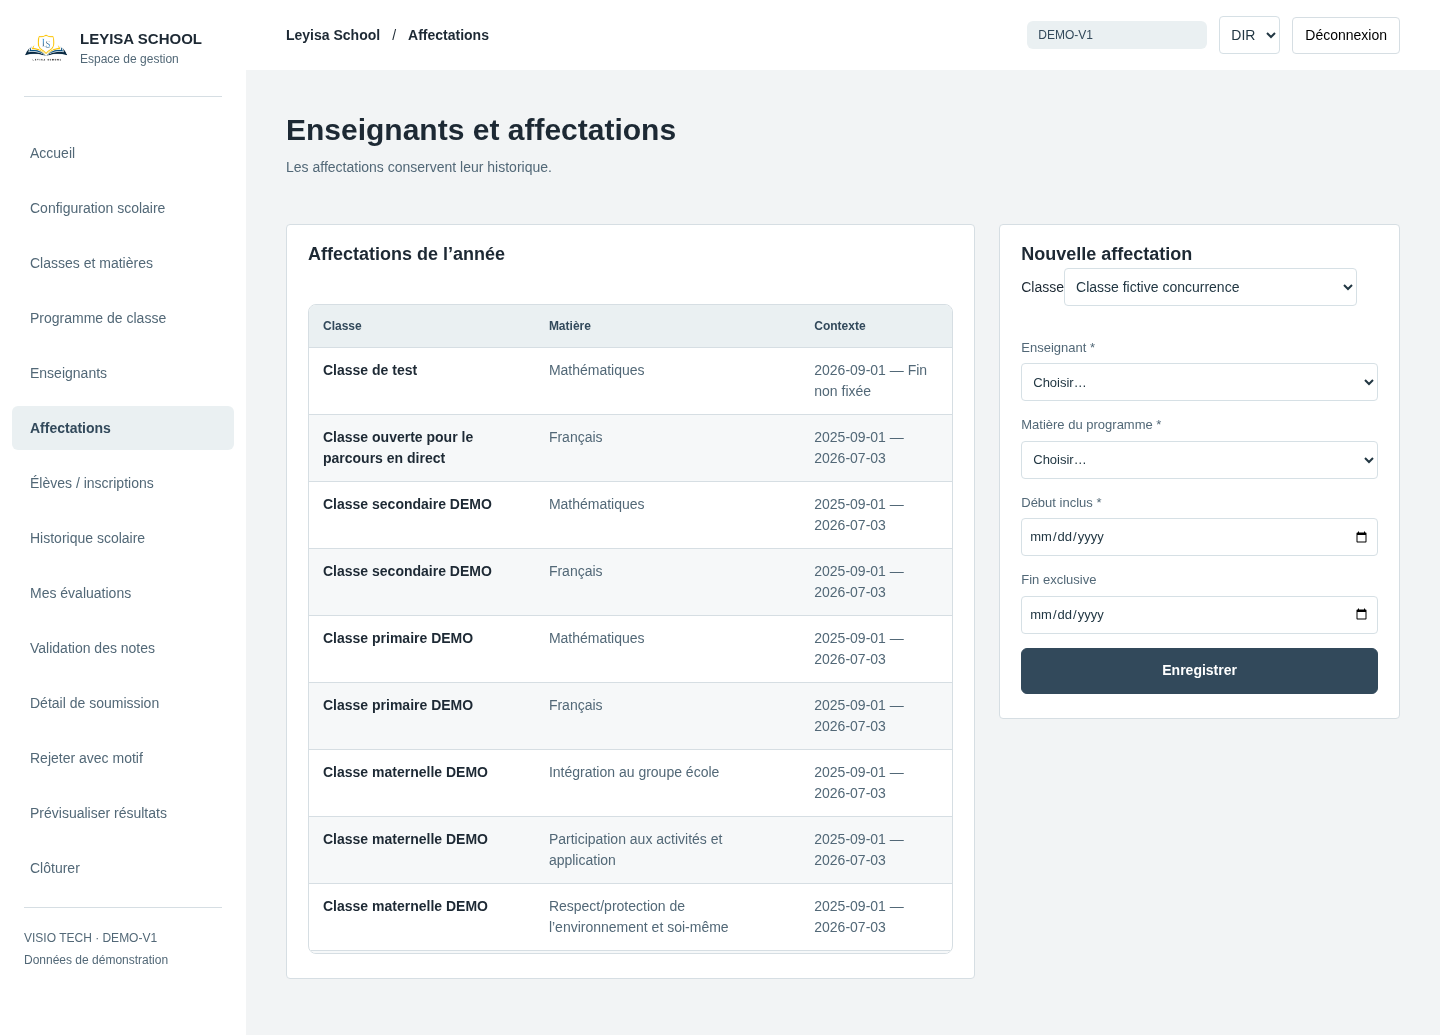 LEYISA SCHOOL
Espace de gestion
Accueil
Configuration scolaire
Classes et matières
Programme de classe
Enseignants
Affectations
Élèves / inscriptions
Historique scolaire
Mes évaluations
Validation des notes
Détail de soumission
Rejeter avec motif
Prévisualiser résultats
Clôturer
VISIO TECH · DEMO-V1
Données de démonstration
Leyisa School / Affectations
DEMO-V1
DIR
Déconnexion
Enseignants et affectations
Les affectations conservent leur historique.
Affectations de l’année
Classe Matière Contexte
Classe de test Mathématiques 2026-09-01 — Fin
non fixée
Classe ouverte pour le Français 2025-09-01 —
parcours en direct 2026-07-03
Classe secondaire DEMO Mathématiques 2025-09-01 —
2026-07-03
Classe secondaire DEMO Français 2025-09-01 —
2026-07-03
Classe primaire DEMO Mathématiques 2025-09-01 —
2026-07-03
Classe primaire DEMO Français 2025-09-01 —
2026-07-03
Classe maternelle DEMO Intégration au groupe école 2025-09-01 —
2026-07-03
Classe maternelle DEMO Participation aux activités et 2025-09-01 —
application 2026-07-03
Classe maternelle DEMO Respect/protection de 2025-09-01 —
l’environnement et soi-même 2026-07-03
Nouvelle affectation
Classe Classe fictive concurrence
Enseignant *
Choisir…
Matière du programme *
Choisir…
Début inclus *
mm/dd/yyyy
Fin exclusive
mm/dd/yyyy
Enregistrer